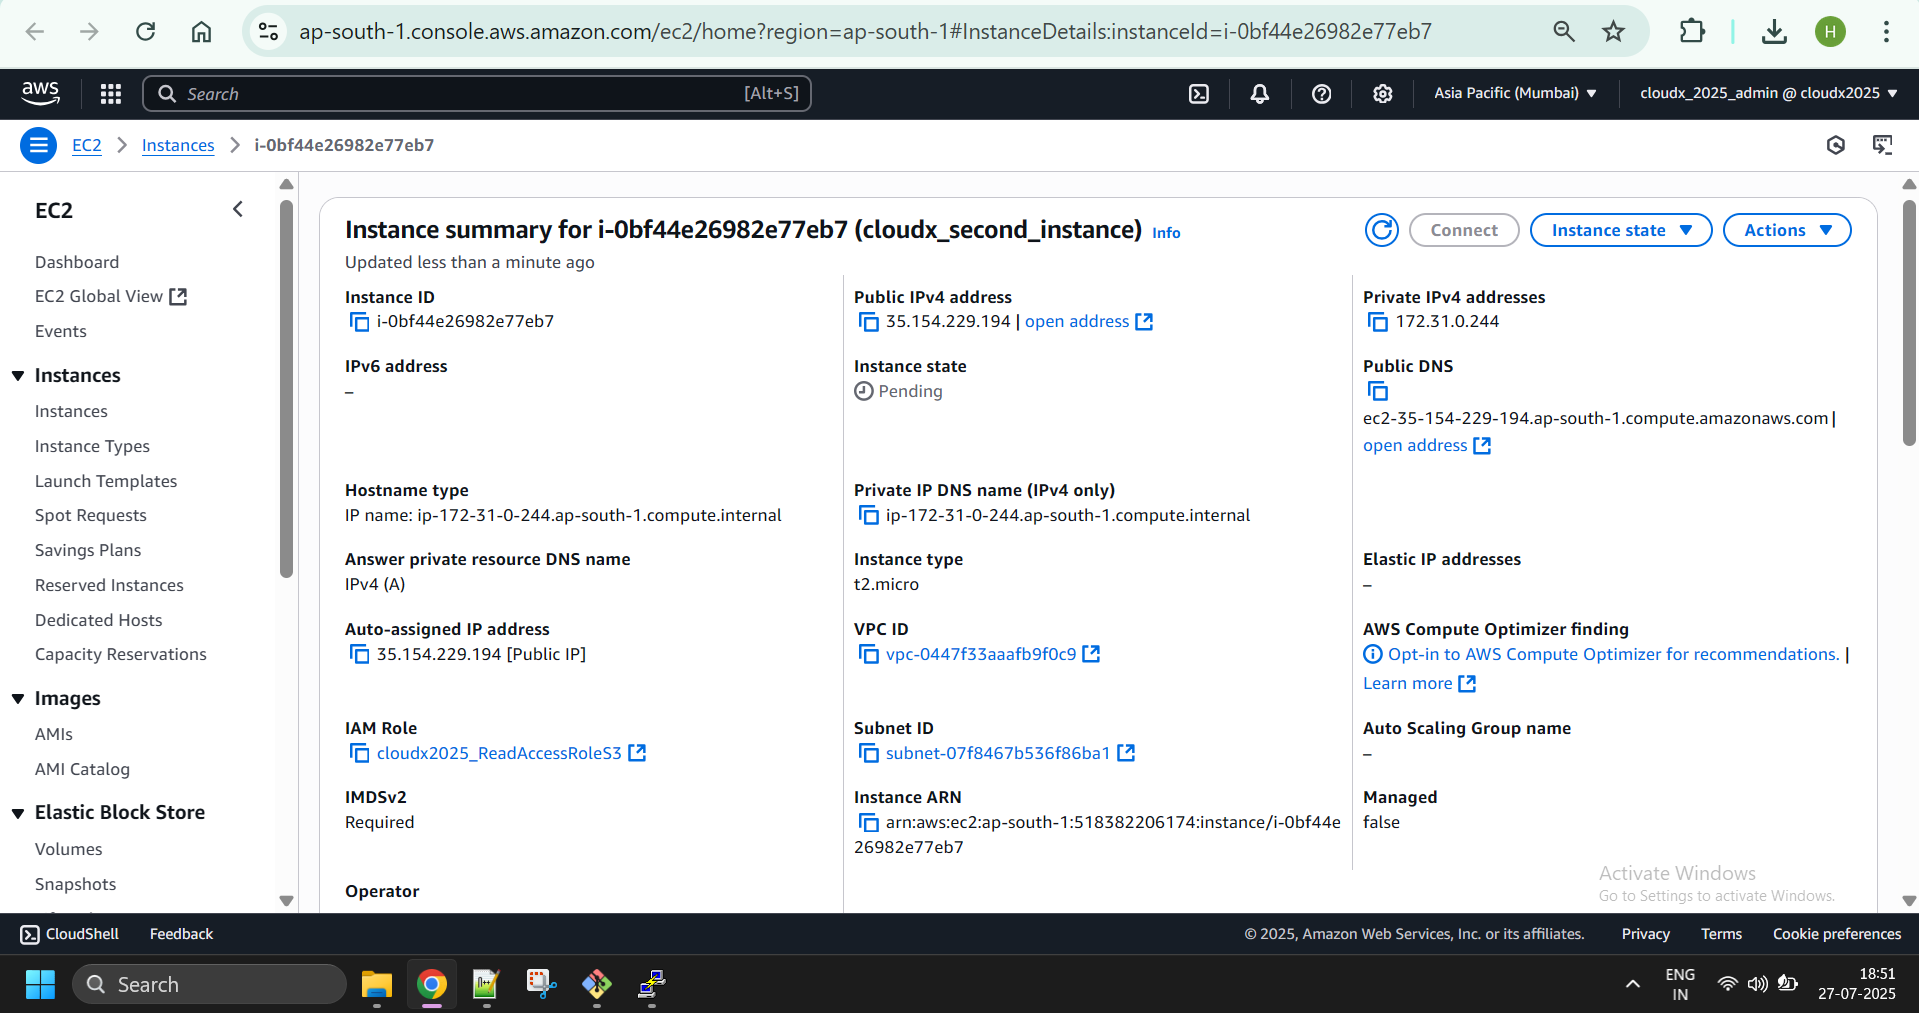 ap-south-1.console.aws.amazon.com/ec2/home?region=ap-south-1#InstanceDetails:instanceId=i-0bf44e26982e77eb7
H
aws
Search
[Alt+S]
Asia Pacific (Mumbai)
cloudx_2025_admin @ cloudx2025
EC2
Instances
i-0bf44e26982e77eb7
EC2
Dashboard
EC2 Global View
Events
Instances
Instances
Instance Types
Launch Templates
Spot Requests
Savings Plans
Reserved Instances
Dedicated Hosts
Capacity Reservations
Images
AMIs
AMI Catalog
Elastic Block Store
Volumes
Snapshots
Instance summary for i-0bf44e26982e77eb7 (cloudx_second_instance) Info
Updated less than a minute ago
Connect
Instance state
Actions
Instance ID
i-0bf44e26982e77eb7
Public IPv4 address
35.154.229.194 | open address
Private IPv4 addresses
172.31.0.244
IPv6 address
–
Instance state
Pending
Public DNS
ec2-35-154-229-194.ap-south-1.compute.amazonaws.com |
open address
Hostname type
IP name: ip-172-31-0-244.ap-south-1.compute.internal
Private IP DNS name (IPv4 only)
ip-172-31-0-244.ap-south-1.compute.internal
Answer private resource DNS name
IPv4 (A)
Instance type
t2.micro
Elastic IP addresses
–
Auto-assigned IP address
35.154.229.194 [Public IP]
VPC ID
vpc-0447f33aaafb9f0c9
AWS Compute Optimizer finding
Opt-in to AWS Compute Optimizer for recommendations. |
Learn more
IAM Role
cloudx2025_ReadAccessRoleS3
Subnet ID
subnet-07f8467b536f86ba1
Auto Scaling Group name
–
IMDSv2
Required
Instance ARN
arn:aws:ec2:ap-south-1:518382206174:instance/i-0bf44e
26982e77eb7
Managed
false
Operator
Activate Windows
Go to Settings to activate Windows.
CloudShell
Feedback
© 2025, Amazon Web Services, Inc. or its affiliates.
Privacy
Terms
Cookie preferences
Search
ENG
IN
18:51
27-07-2025